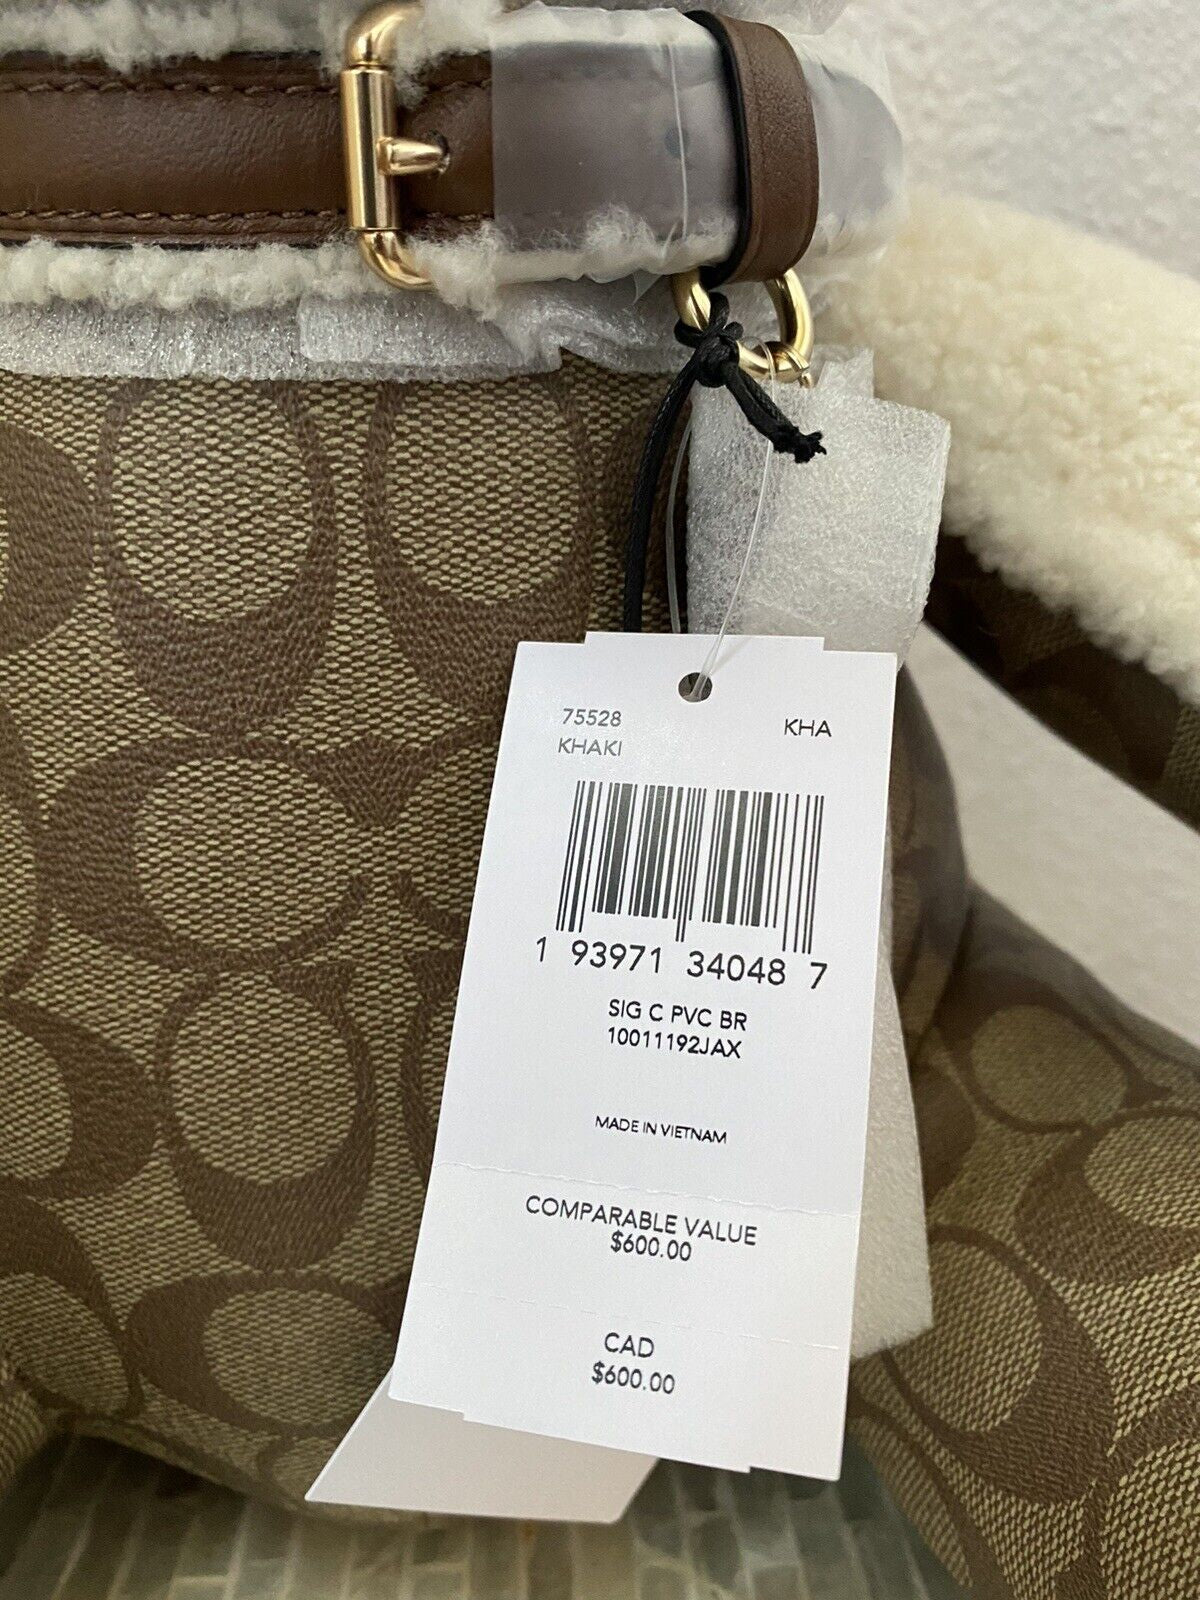 75528 KHA
KHAKI
1 93971 34048 7
SIG C PVC BR
10011192JAX
MADE IN VIETNAM
COMPARABLE VALUE
$600.00
CAD
$600.00